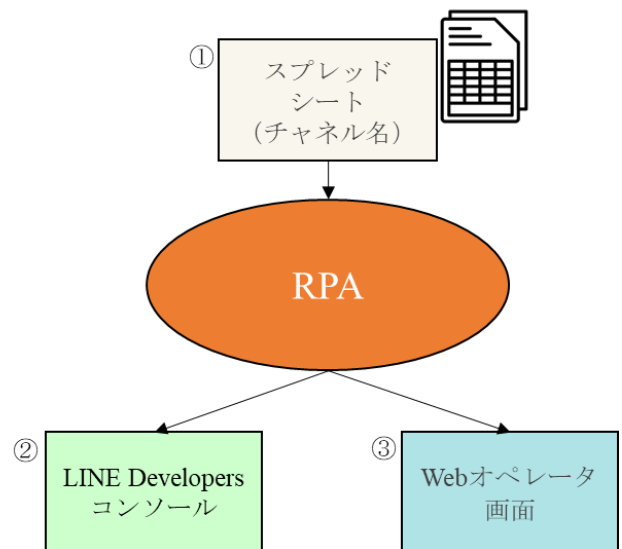 ①
スプレッド
シート
（チャネル名）
RPA
②
LINE Developers
コンソール
③
Webオペレータ
画面